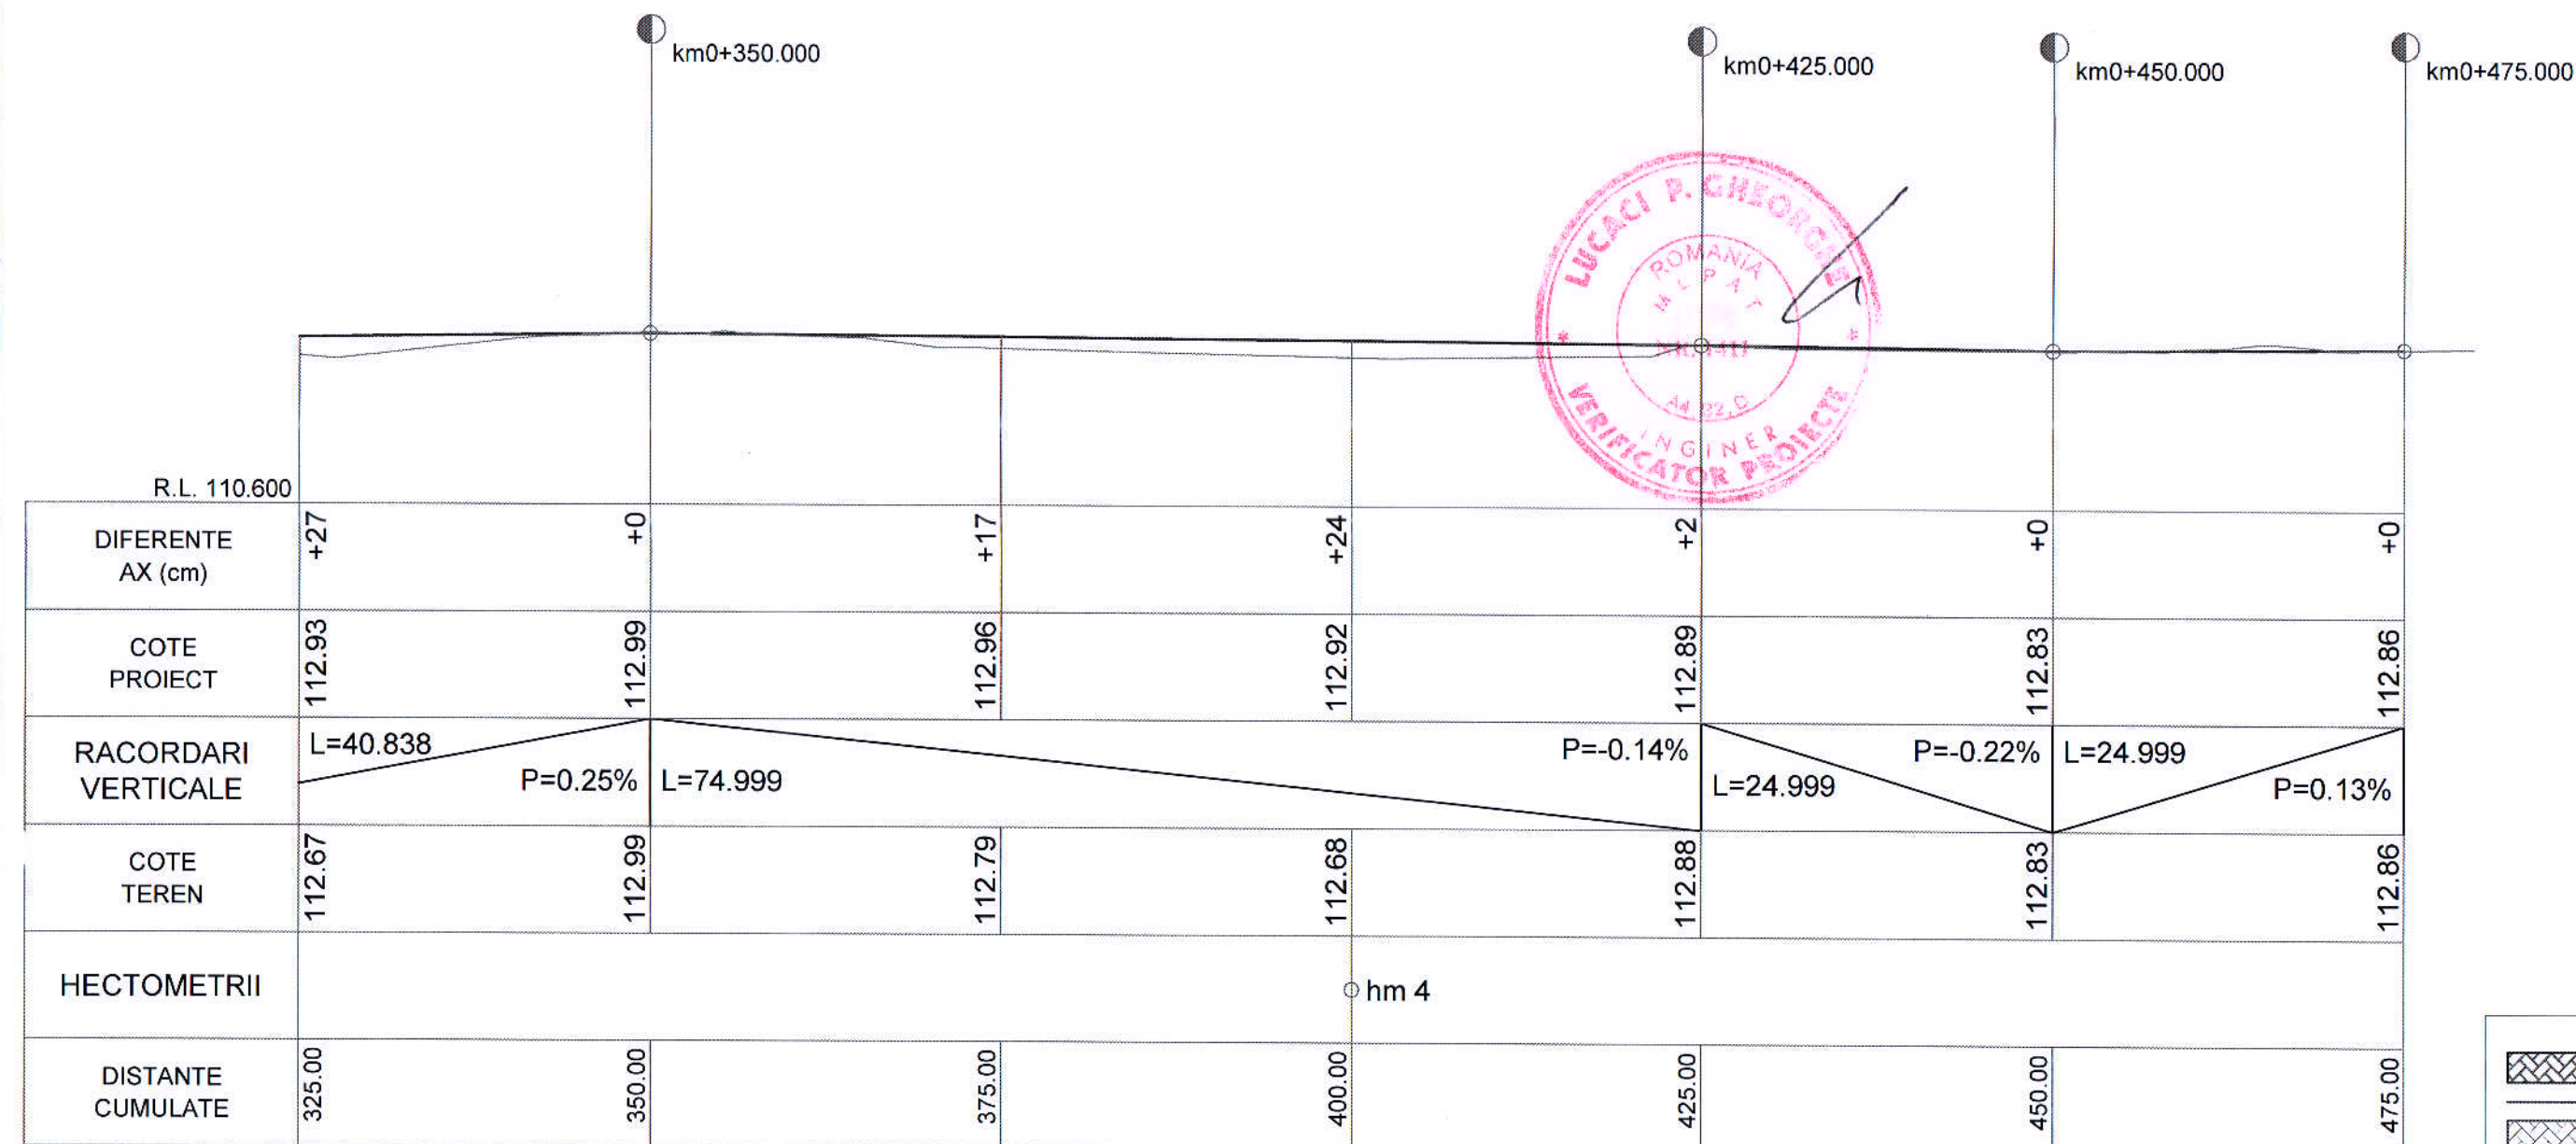 km0+350.000
km0+425.000
km0+450.000
km0+475.000
LUCACI P. GHEORGHE
ROMANIA
M L P A T
A4, B2, D
INGINER
VERIFICATOR PROIECTE
R.L. 110.600
DIFERENTE
AX (cm)
+27 +0 +17 +24 +2 +0 +0
COTE
PROIECT
112.93 112.99 112.96 112.92 112.89 112.83 112.86
RACORDARI
VERTICALE
L=40.838 P=0.25% L=74.999 P=-0.14% L=24.999 P=-0.22% L=24.999 P=0.13%
COTE
TEREN
112.67 112.99 112.79 112.68 112.88 112.83 112.86
HECTOMETRII
hm 4
DISTANTE
CUMULATE
325.00 350.00 375.00 400.00 425.00 450.00 475.00